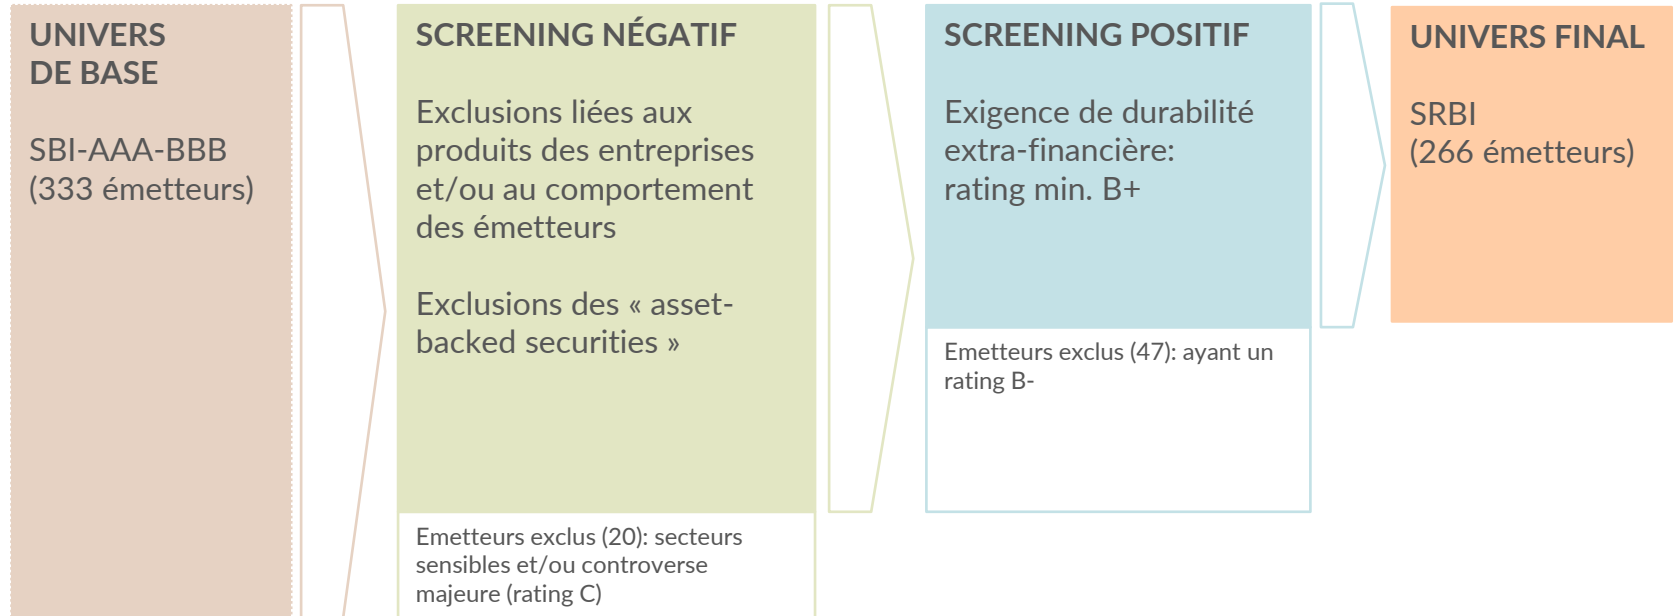 UNIVERS
DE BASE
SBI-AAA-BBB
(333 émetteurs)
SCREENING NÉGATIF
Exclusions liées aux
produits des entreprises
et/ou au comportement
des émetteurs
Exclusions des « asset-
backed securities »
Emetteurs exclus (20): secteurs
sensibles et/ou controverse
majeure (rating C)
SCREENING POSITIF
Exigence de durabilité
extra-financière:
rating min. B+
Emetteurs exclus (47): ayant un
rating B-
UNIVERS FINAL
SRBI
(266 émetteurs)